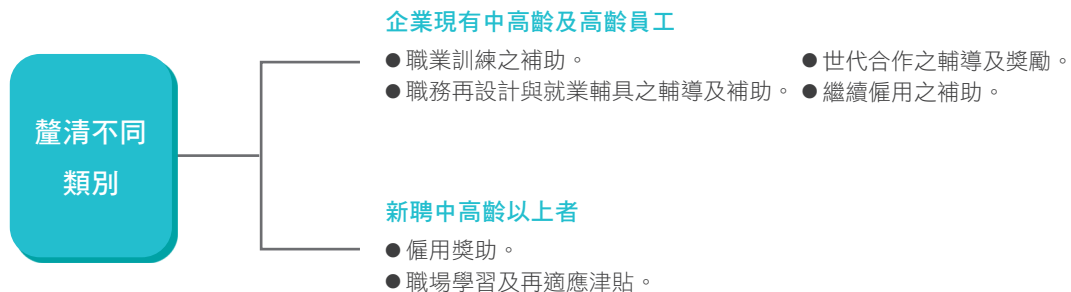 釐清不同
類別
企業現有中高齡及高齡員工
●職業訓練之補助。
●世代合作之輔導及獎勵。
●職務再設計與就業輔具之輔導及補助。
●繼續僱用之補助。
新聘中高齡以上者
●僱用獎助。
●職場學習及再適應津貼。